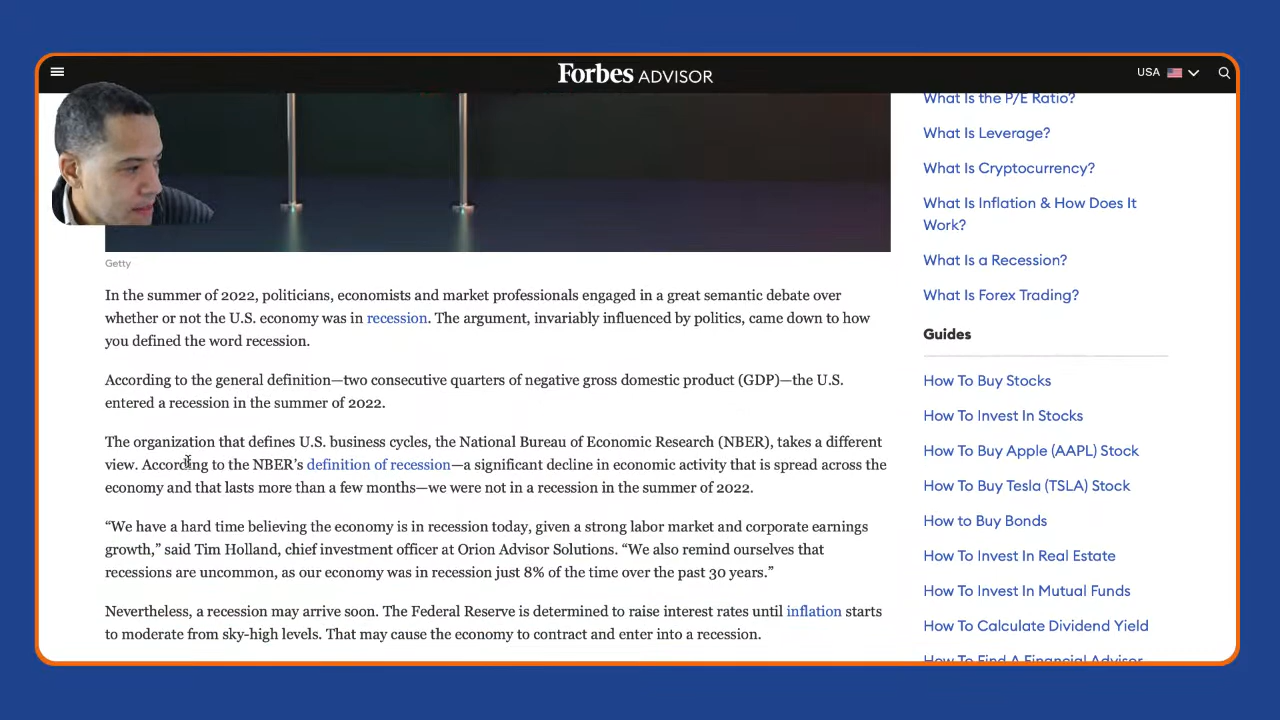 Forbes ADVISOR
USA
Getty
In the summer of 2022, politicians, economists and market professionals engaged in a great semantic debate over
whether or not the U.S. economy was in recession. The argument, invariably influenced by politics, came down to how
you defined the word recession.
According to the general definition—two consecutive quarters of negative gross domestic product (GDP)—the U.S.
entered a recession in the summer of 2022.
The organization that defines U.S. business cycles, the National Bureau of Economic Research (NBER), takes a different
view. According to the NBER’s definition of recession—a significant decline in economic activity that is spread across the
economy and that lasts more than a few months—we were not in a recession in the summer of 2022.
“We have a hard time believing the economy is in recession today, given a strong labor market and corporate earnings
growth,” said Tim Holland, chief investment officer at Orion Advisor Solutions. “We also remind ourselves that
recessions are uncommon, as our economy was in recession just 8% of the time over the past 30 years.”
Nevertheless, a recession may arrive soon. The Federal Reserve is determined to raise interest rates until inflation starts
to moderate from sky-high levels. That may cause the economy to contract and enter into a recession.
What Is the P/E Ratio?
What Is Leverage?
What Is Cryptocurrency?
What Is Inflation & How Does It
Work?
What Is a Recession?
What Is Forex Trading?
Guides
How To Buy Stocks
How To Invest In Stocks
How To Buy Apple (AAPL) Stock
How To Buy Tesla (TSLA) Stock
How to Buy Bonds
How To Invest In Real Estate
How To Invest In Mutual Funds
How To Calculate Dividend Yield
How To Find A Financial Advisor